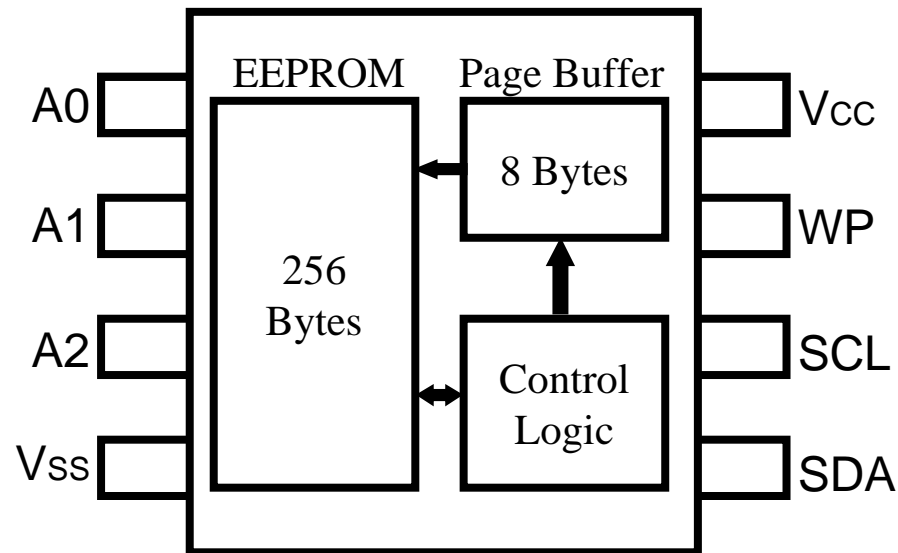 EEPROM
Page Buffer
A0
A1
A2
Vss
256
Bytes
8 Bytes
Control
Logic
Vcc
WP
SCL
SDA